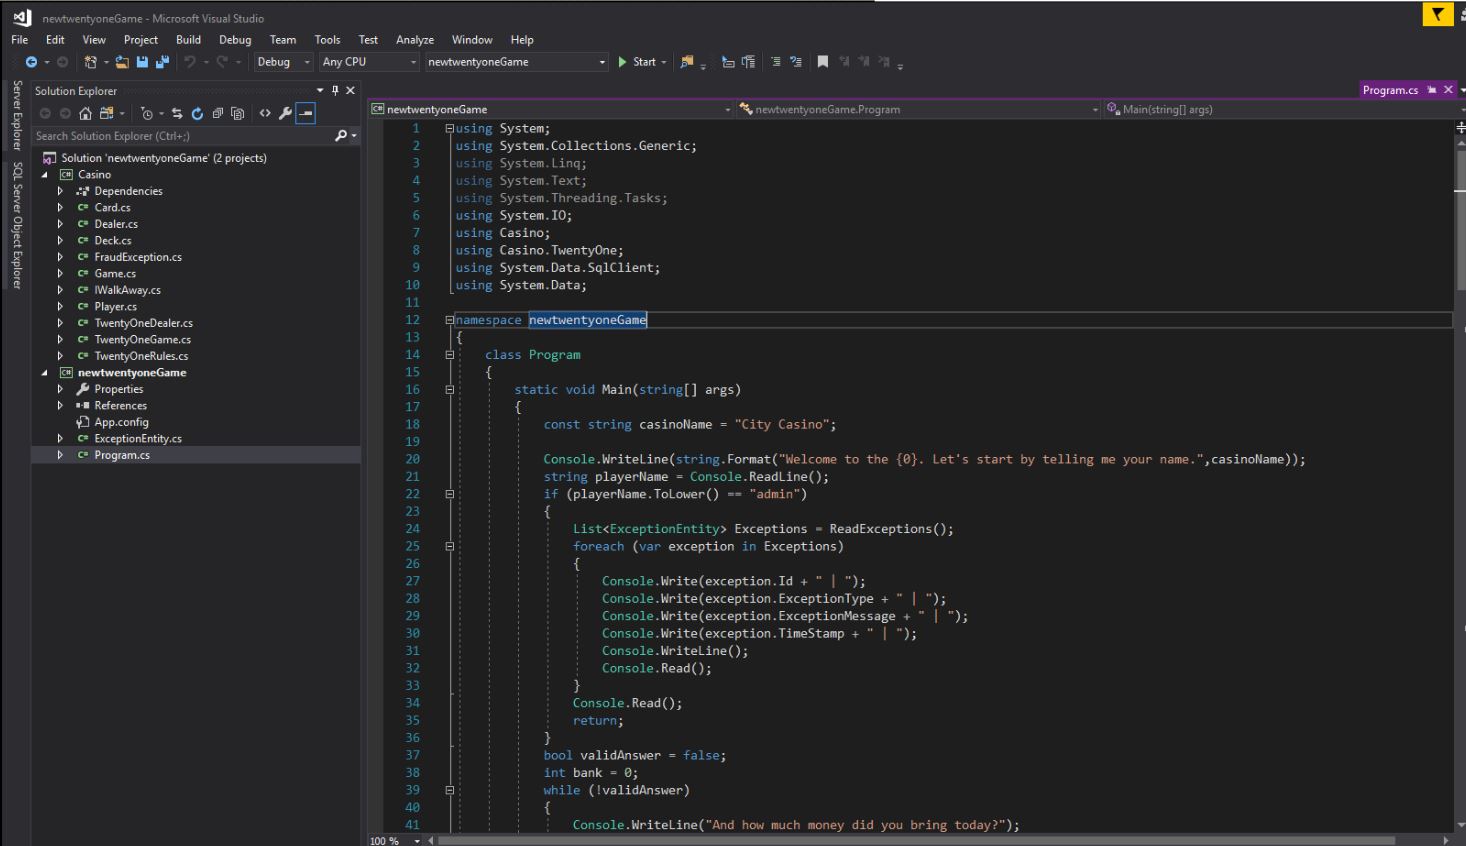 newtwentyoneGame - Microsoft Visual Studio
File Edit View Project Build Debug Team Tools Test Analyze Window Help
Debug Any CPU newtwentyoneGame Start
Server Explorer
SQL Server Object Explorer
Solution Explorer
Search Solution Explorer (Ctrl+;)
Solution 'newtwentyoneGame' (2 projects)
C# Casino
Dependencies
C# Card.cs
C# Dealer.cs
C# Deck.cs
C# FraudException.cs
C# Game.cs
C# IWalkAway.cs
C# Player.cs
C# TwentyOneDealer.cs
C# TwentyOneGame.cs
C# TwentyOneRules.cs
C# newtwentyoneGame
Properties
References
App.config
C# ExceptionEntity.cs
C# Program.cs
Program.cs
C# newtwentyoneGame newtwentyoneGame.Program Main(string[] args)
1 using System;
2 using System.Collections.Generic;
3 using System.Linq;
4 using System.Text;
5 using System.Threading.Tasks;
6 using System.IO;
7 using Casino;
8 using Casino.TwentyOne;
9 using System.Data.SqlClient;
10 using System.Data;
11
12 namespace newtwentyoneGame
13 {
14 class Program
15 {
16 static void Main(string[] args)
17 {
18 const string casinoName = "City Casino";
19
20 Console.WriteLine(string.Format("Welcome to the {0}. Let's start by telling me your name.",casinoName));
21 string playerName = Console.ReadLine();
22 if (playerName.ToLower() == "admin")
23 {
24 List<ExceptionEntity> Exceptions = ReadExceptions();
25 foreach (var exception in Exceptions)
26 {
27 Console.Write(exception.Id + " | ");
28 Console.Write(exception.ExceptionType + " | ");
29 Console.Write(exception.ExceptionMessage + " | ");
30 Console.Write(exception.TimeStamp + " | ");
31 Console.WriteLine();
32 Console.Read();
33 }
34 Console.Read();
35 return;
36 }
37 bool validAnswer = false;
38 int bank = 0;
39 while (!validAnswer)
40 {
41 Console.WriteLine("And how much money did you bring today?");
100 %